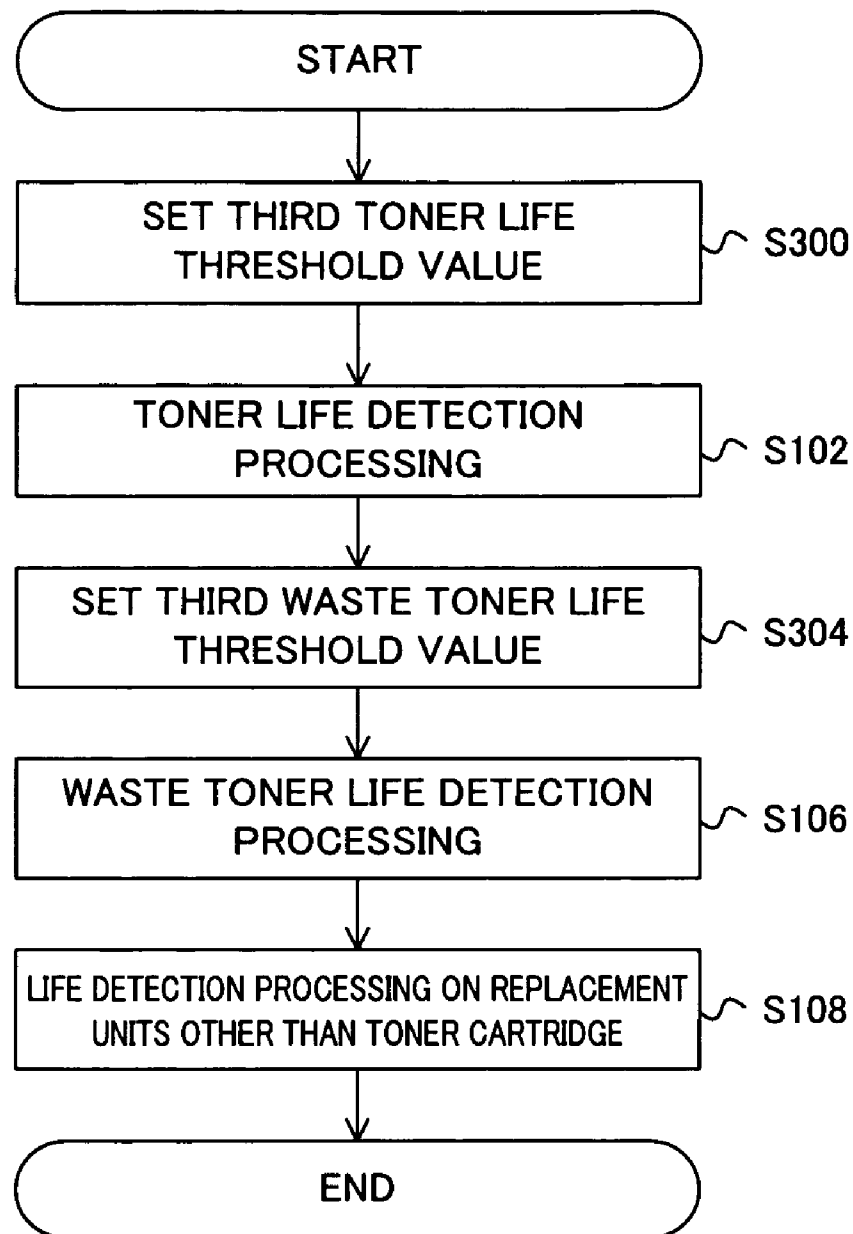 START
SET THIRD TONER LIFE
THRESHOLD VALUE
S300
TONER LIFE DETECTION
PROCESSING
S102
SET THIRD WASTE TONER LIFE
THRESHOLD VALUE
S304
WASTE TONER LIFE DETECTION
PROCESSING
S106
LIFE DETECTION PROCESSING ON REPLACEMENT
UNITS OTHER THAN TONER CARTRIDGE
S108
END